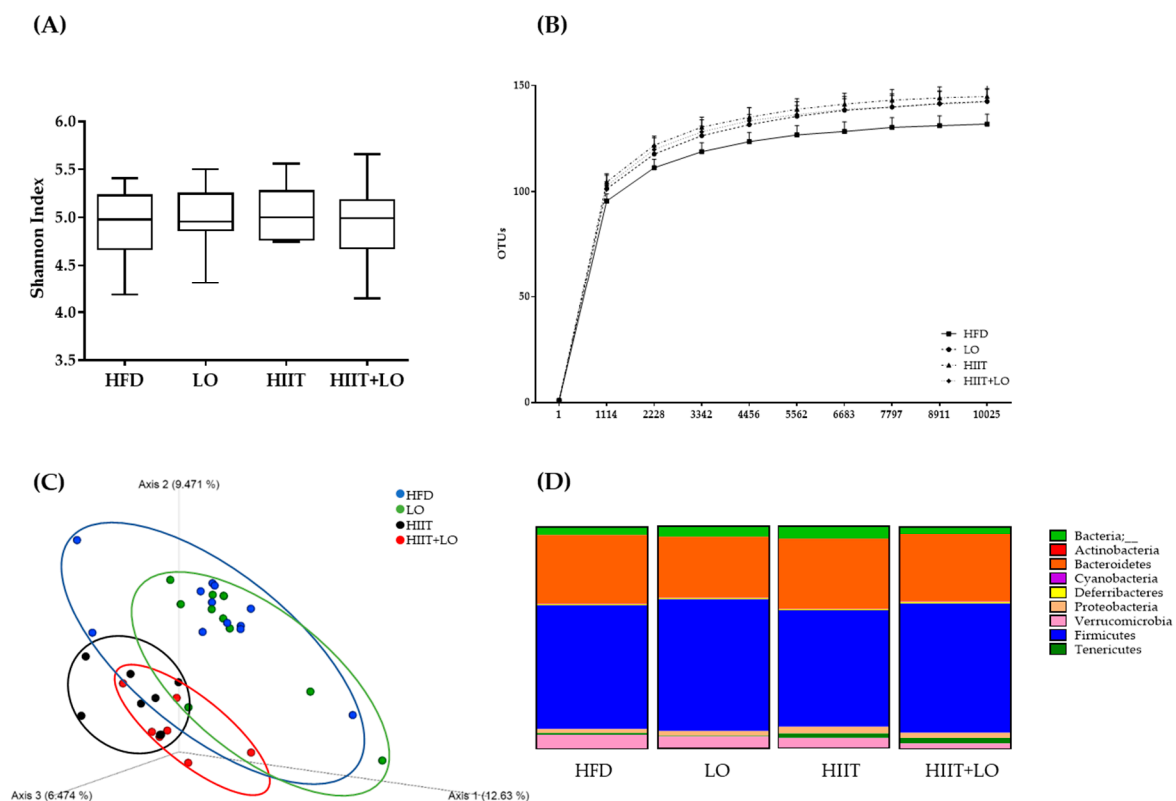 (A)
Shannon Index
6.0
5.5
5.0
4.5
4.0
3.5
HFD LO HIIT HIIT+LO
(B)
OTUs
150
100
50
0
HFD
LO
HIIT
HIIT+LO
1 1114 2228 3342 4456 5562 6683 7797 8911 10025
(C)
Axis 2 (9.471 %)
HFD
LO
HIIT
HIIT+LO
Axis 3 (6.474 %)
Axis 1 (12.63 %)
(D)
Bacteria;__
Actinobacteria
Bacteroidetes
Cyanobacteria
Deferribacteres
Proteobacteria
Verrucomicrobia
Firmicutes
Tenericutes
HFD LO HIIT HIIT+LO